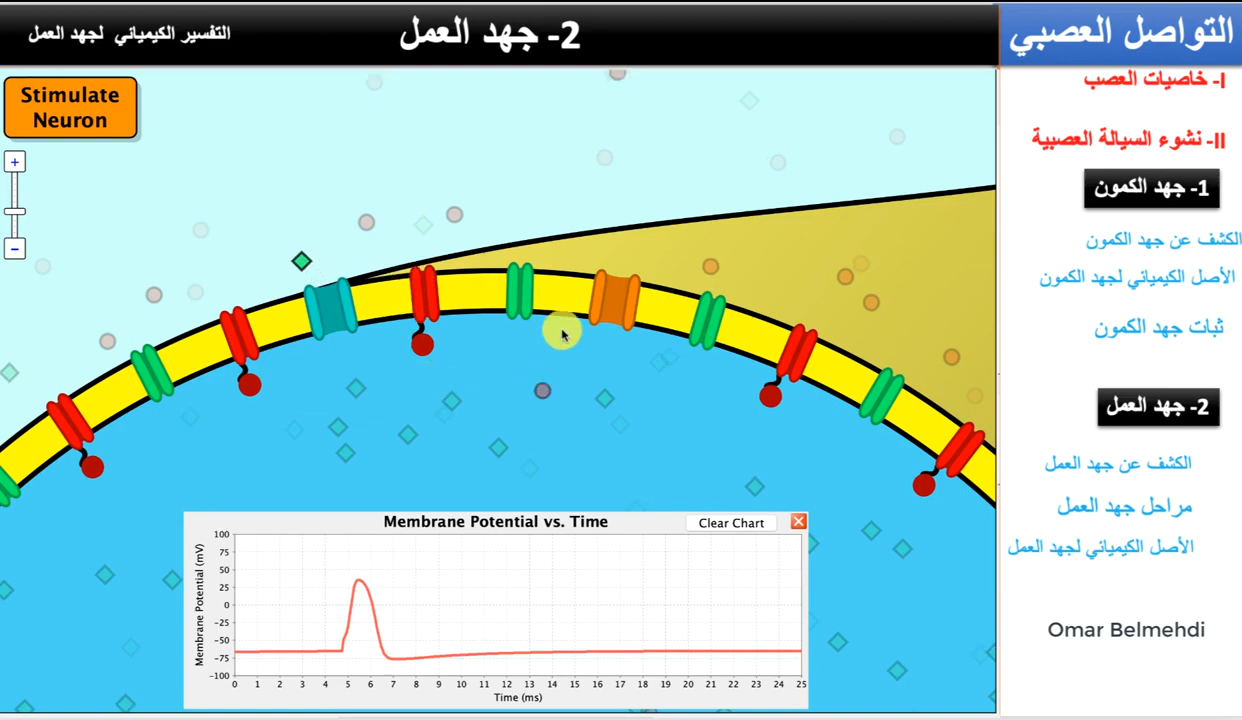 التواصل العصبي
2- جهد العمل
التفسير الكيميائي لجهد العمل
I- خاصيات العصب
II- نشوء السيالة العصبية
1- جهد الكمون
الكشف عن جهد الكمون
الأصل الكيميائي لجهد الكمون
ثبات جهد الكمون
2- جهد العمل
الكشف عن جهد العمل
مراحل جهد العمل
الأصل الكيميائي لجهد العمل
Omar Belmehdi
Stimulate
Neuron
+
−
Membrane Potential vs. Time
Clear Chart
Membrane Potential (mV)
100
75
50
25
0
-25
-50
-75
-100
0 1 2 3 4 5 6 7 8 9 10 11 12 13 14 15 16 17 18 19 20 21 22 23 24 25
Time (ms)